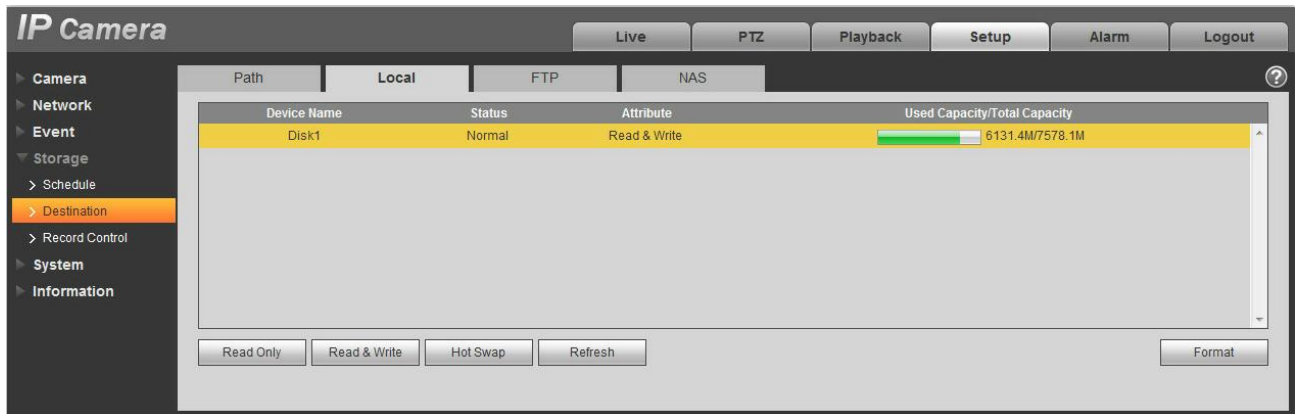 IP Camera
Live PTZ Playback Setup Alarm Logout
Camera
Network
Event
Storage
> Schedule
> Destination
> Record Control
System
Information
Path Local FTP NAS ?
Device Name Status Attribute Used Capacity/Total Capacity
Disk1 Normal Read & Write 6131.4M/7578.1M
Read Only Read & Write Hot Swap Refresh Format